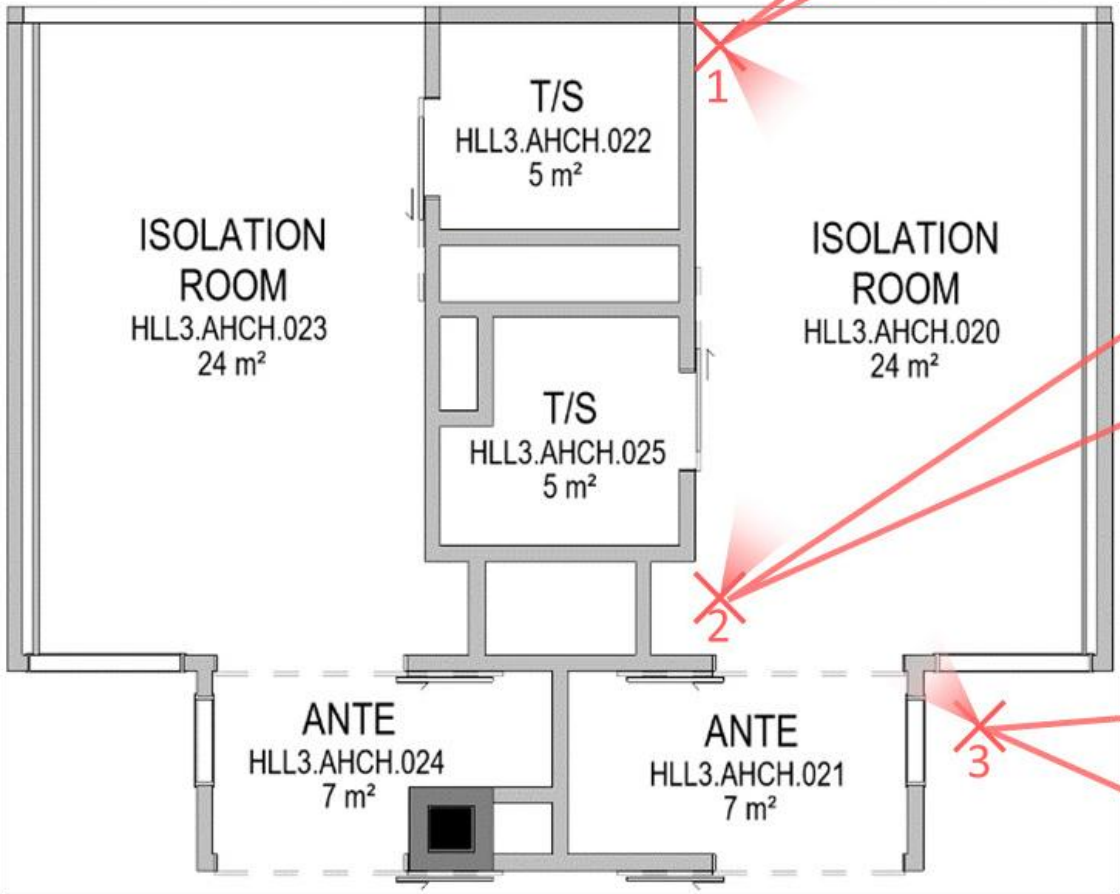 1
T/S
HLL3.AHCH.022
5 m²
ISOLATION
ROOM
HLL3.AHCH.023
24 m²
ISOLATION
ROOM
HLL3.AHCH.020
24 m²
T/S
HLL3.AHCH.025
5 m²
2
ANTE
HLL3.AHCH.024
7 m²
ANTE
HLL3.AHCH.021
7 m²
3